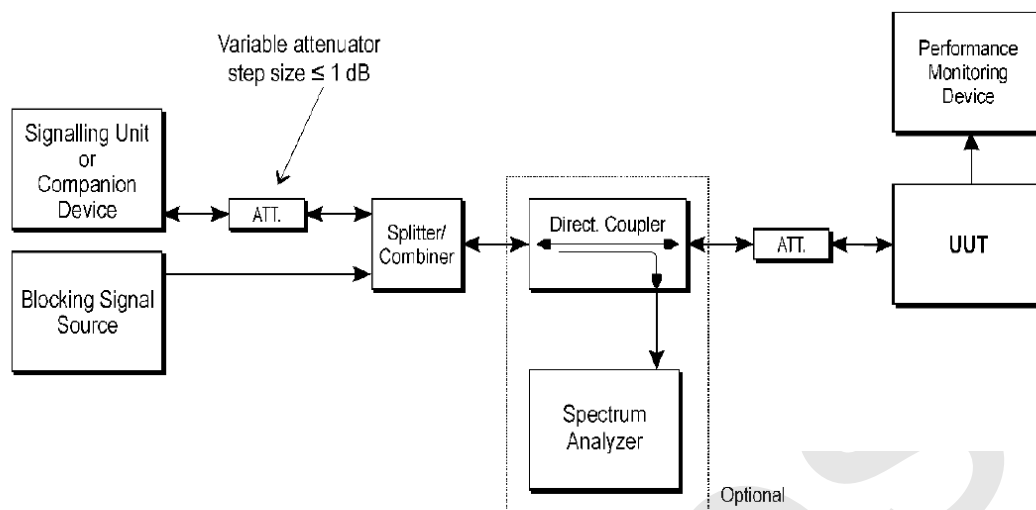 Variable attenuator
step size ≤ 1 dB
Performance
Monitoring
Device
Signalling Unit
or
Companion
Device
ATT.
Splitter/
Combiner
Direct. Coupler
ATT.
UUT
Blocking Signal
Source
Spectrum
Analyzer
Optional